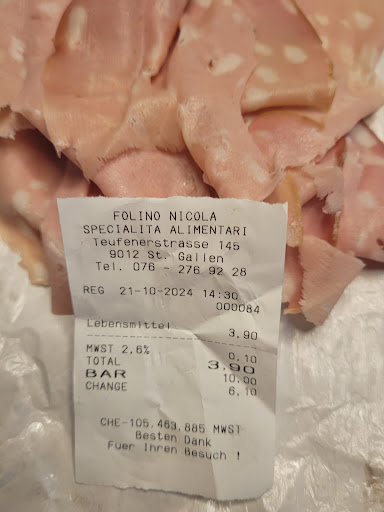 FOLINO NICOLA
SPECIALITA ALIMENTARI
Teufenerstrasse 145
9012 St. Gallen
Tel. 076 - 276 92 28
REG 21-10-2024 14:30
000084
Lebensmittel 3.90
MWST 2,6% 0.10
TOTAL 3.90
BAR 10.00
CHANGE 6.10
CHE-105,463,885 MWST
Besten Dank
Fuer Ihren Besuch !